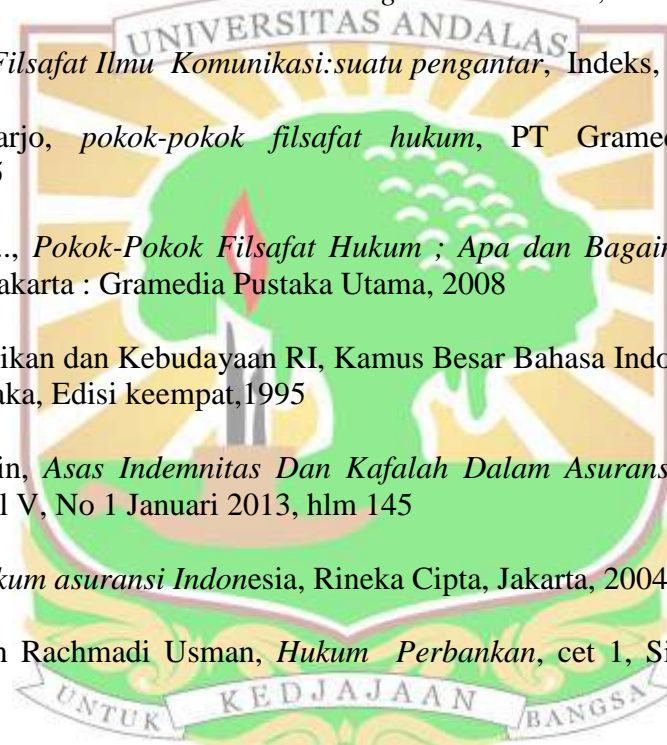 UNIVERSITAS ANDALAS
Filsafat Ilmu Komunikasi:suatu pengantar, Indeks,
arjo, pokok-pokok filsafat hukum, PT Grame
.., Pokok-Pokok Filsafat Hukum ; Apa dan Bagain
akarta : Gramedia Pustaka Utama, 2008
ikan dan Kebudayaan RI, Kamus Besar Bahasa Indo
aka, Edisi keempat,1995
in, Asas Indemnitas Dan Kafalah Dalam Asurans
l V, No 1 Januari 2013, hlm 145
kum asuransi Indonesia, Rineka Cipta, Jakarta, 2004
n Rachmadi Usman, Hukum Perbankan, cet 1, Si
UNTUK KEDJAJAAN BANGSA